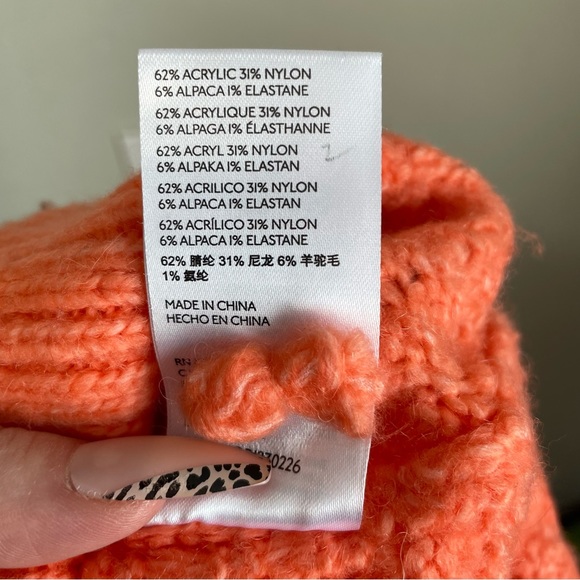 62% ACRYLIC 31% NYLON
6% ALPACA 1% ELASTANE
62% ACRYLIQUE 31% NYLON
6% ALPAGA 1% ÉLASTHANNE
62% ACRYL 31% NYLON
6% ALPAKA 1% ELASTAN
62% ACRILICO 31% NYLON
6% ALPACA 1% ELASTAN
62% ACRÍLICO 31% NYLON
6% ALPACA 1% ELASTANE
62% 腈纶 31% 尼龙 6% 羊驼毛
1% 氨纶
MADE IN CHINA
HECHO EN CHINA
RN
C
230226